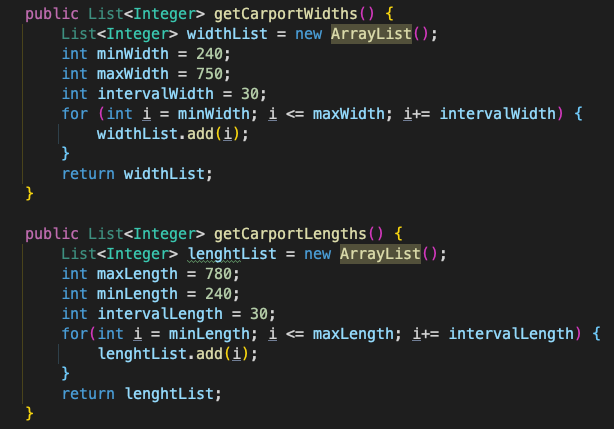 public List<Integer> getCarportWidths() {
List<Integer> widthList = new ArrayList();
int minWidth = 240;
int maxWidth = 750;
int intervalWidth = 30;
for (int i = minWidth; i <= maxWidth; i+= intervalWidth) {
widthList.add(i);
}
return widthList;
}
public List<Integer> getCarportLengths() {
List<Integer> lenghtList = new ArrayList();
int maxLength = 780;
int minLength = 240;
int intervalLength = 30;
for(int i = minLength; i <= maxLength; i+= intervalLength) {
lenghtList.add(i);
}
return lenghtList;
}